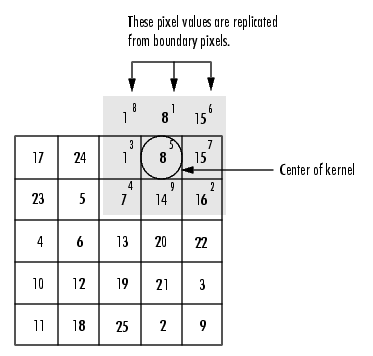 These pixel values are replicated
from boundary pixels.
1 8 8 1 15 6
17 24 1 3 8 5 15 7
Center of kernel
23 5 7 4 14 9 16 2
4 6 13 20 22
10 12 19 21 3
11 18 25 2 9